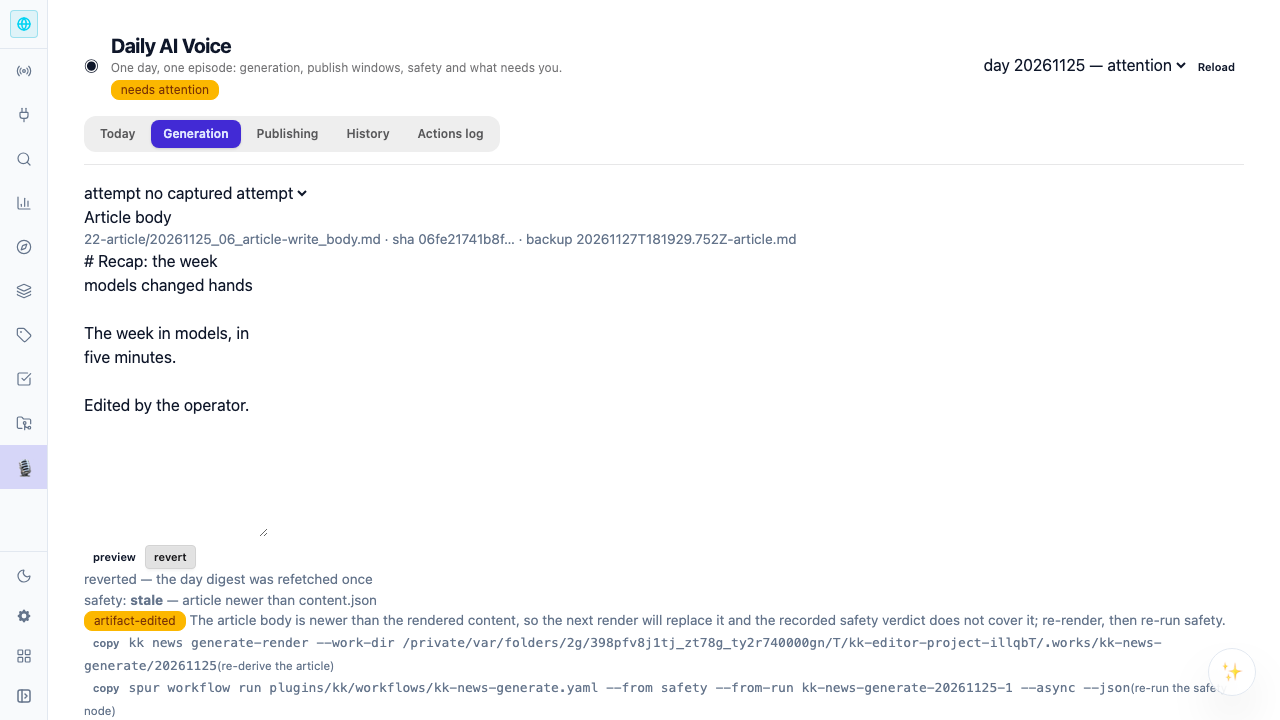 Daily AI Voice
One day, one episode: generation, publish windows, safety and what needs you.
needs attention
day 20261125 — attention
Reload
Today
Generation
Publishing
History
Actions log
attempt no captured attempt
Article body
22-article/20261125_06_article-write_body.md · sha 06fe21741b8f… · backup 20261127T181929.752Z-article.md
# Recap: the week
models changed hands
The week in models, in
five minutes.
Edited by the operator.
preview
revert
reverted — the day digest was refetched once
safety: stale — article newer than content.json
artifact-edited The article body is newer than the rendered content, so the next render will replace it and the recorded safety verdict does not cover it; re-render, then re-run safety.
copy kk news generate-render --work-dir /private/var/folders/2g/398pfv8j1tj_zt78g_ty2r740000gn/T/kk-editor-project-illqbT/.works/kk-news-
generate/20261125(re-derive the article)
copy spur workflow run plugins/kk/workflows/kk-news-generate.yaml --from safety --from-run kk-news-generate-20261125-1 --async --json(re-run the safety
node)